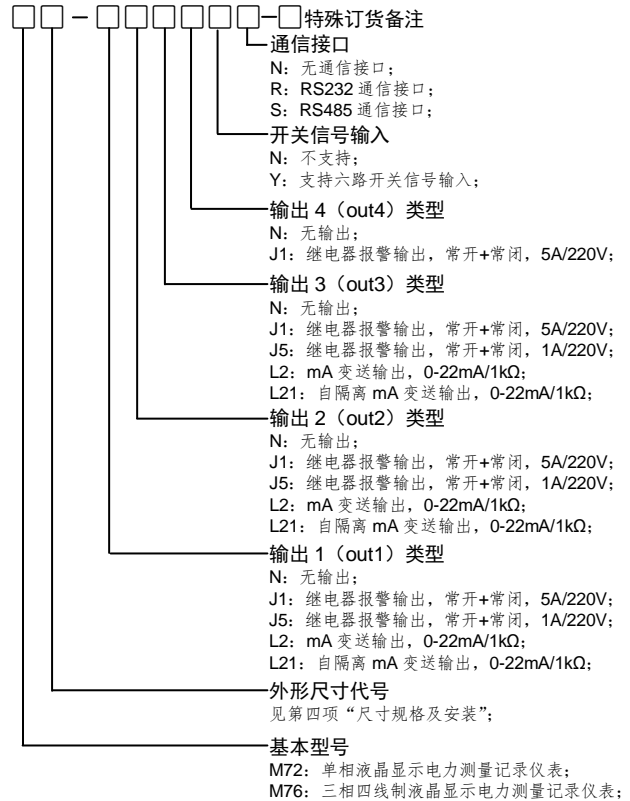 □□-□□□□□□-□特殊订货备注
通信接口
N：无通信接口；
R：RS232 通信接口；
S：RS485 通信接口；
开关信号输入
N：不支持；
Y：支持六路开关信号输入；
输出 4（out4）类型
N：无输出；
J1：继电器报警输出，常开+常闭，5A/220V；
输出 3（out3）类型
N：无输出；
J1：继电器报警输出，常开+常闭，5A/220V；
J5：继电器报警输出，常开+常闭，1A/220V；
L2：mA 变送输出，0-22mA/1kΩ；
L21：自隔离 mA 变送输出，0-22mA/1kΩ；
输出 2（out2）类型
N：无输出；
J1：继电器报警输出，常开+常闭，5A/220V；
J5：继电器报警输出，常开+常闭，1A/220V；
L2：mA 变送输出，0-22mA/1kΩ；
L21：自隔离 mA 变送输出，0-22mA/1kΩ；
输出 1（out1）类型
N：无输出；
J1：继电器报警输出，常开+常闭，5A/220V；
J5：继电器报警输出，常开+常闭，1A/220V；
L2：mA 变送输出，0-22mA/1kΩ；
L21：自隔离 mA 变送输出，0-22mA/1kΩ；
外形尺寸代号
见第四项“尺寸规格及安装”；
基本型号
M72：单相液晶显示电力测量记录仪表；
M76：三相四线制液晶显示电力测量记录仪表；